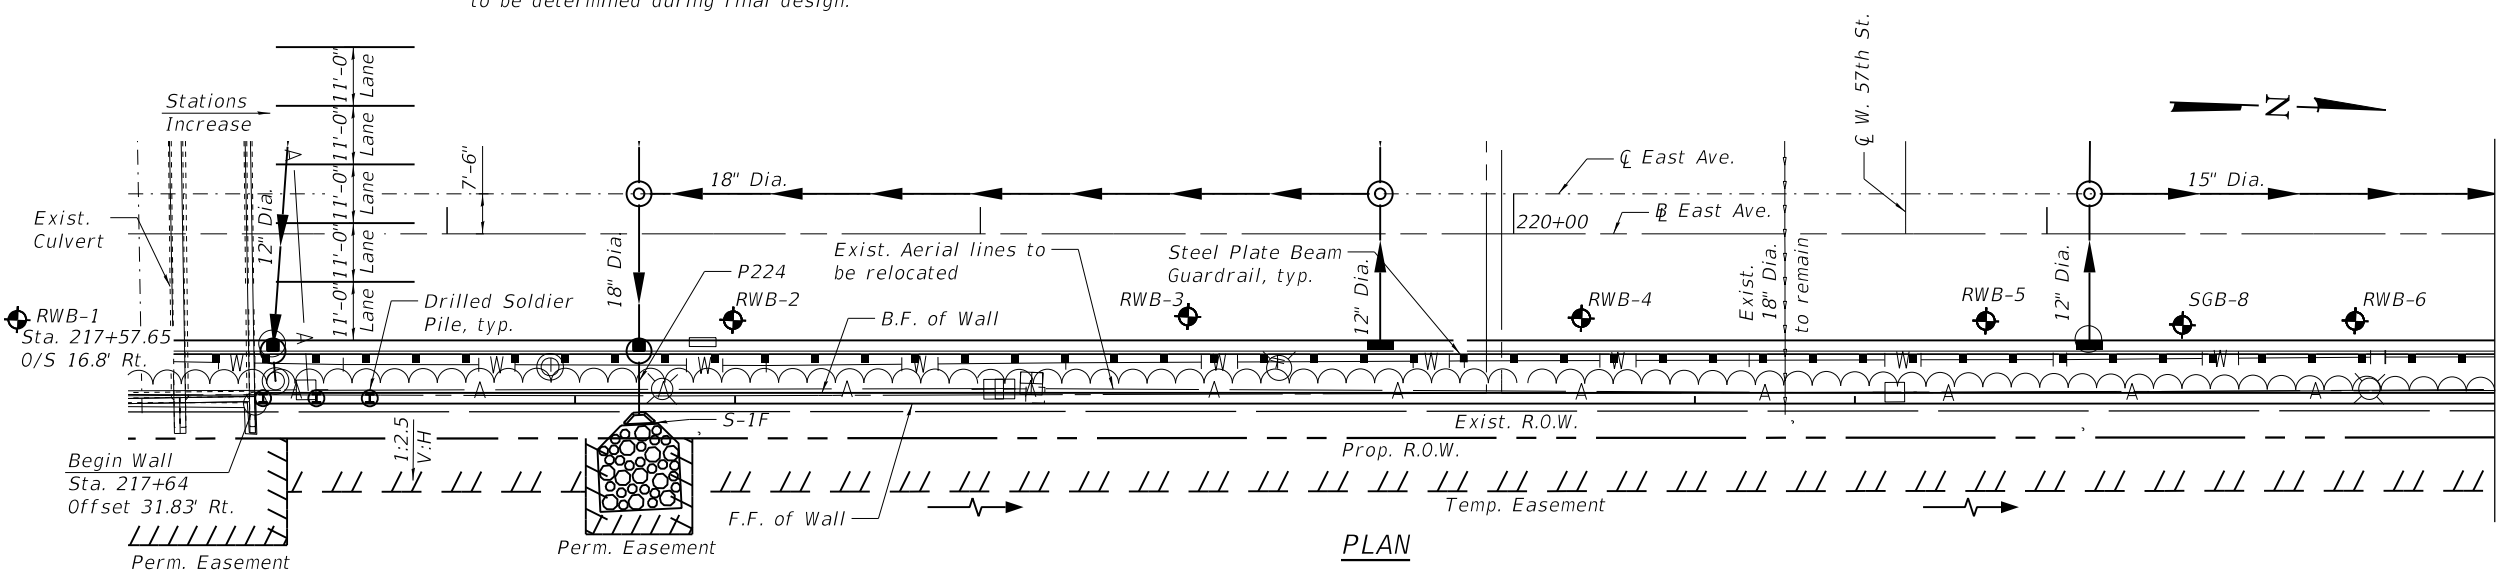 to be determined during final design.
11'-0"
Lane
11'-0"
Lane
11'-0"
Lane
11'-0"
Lane
11'-0"
Lane
Stations
Increase
A
7'-6"
18" Dia.
℄ East Ave.
℄ W. 57th St.
N
15" Dia.
Exist.
Culvert
12" Dia.
220+00
BL East Ave.
Exist. Aerial lines to
be relocated
Steel Plate Beam
Guardrail, typ.
18" Dia.
P224
12" Dia.
Exist.
18" Dia.
to remain
12" Dia.
RWB-1
Sta. 217+57.65
O/S 16.8' Rt.
Drilled Soldier
Pile, typ.
RWB-2
B.F. of Wall
RWB-3
RWB-4
RWB-5
SGB-8
RWB-6
A
W
W
W
W
W
W
W
W
A
A
A
A
A
A
A
A
A
A
A
S-1F
1:2.5
V:H
Exist. R.O.W.
Prop. R.O.W.
Begin Wall
Sta. 217+64
Offset 31.83' Rt.
F.F. of Wall
Temp. Easement
Perm. Easement
Perm. Easement
PLAN